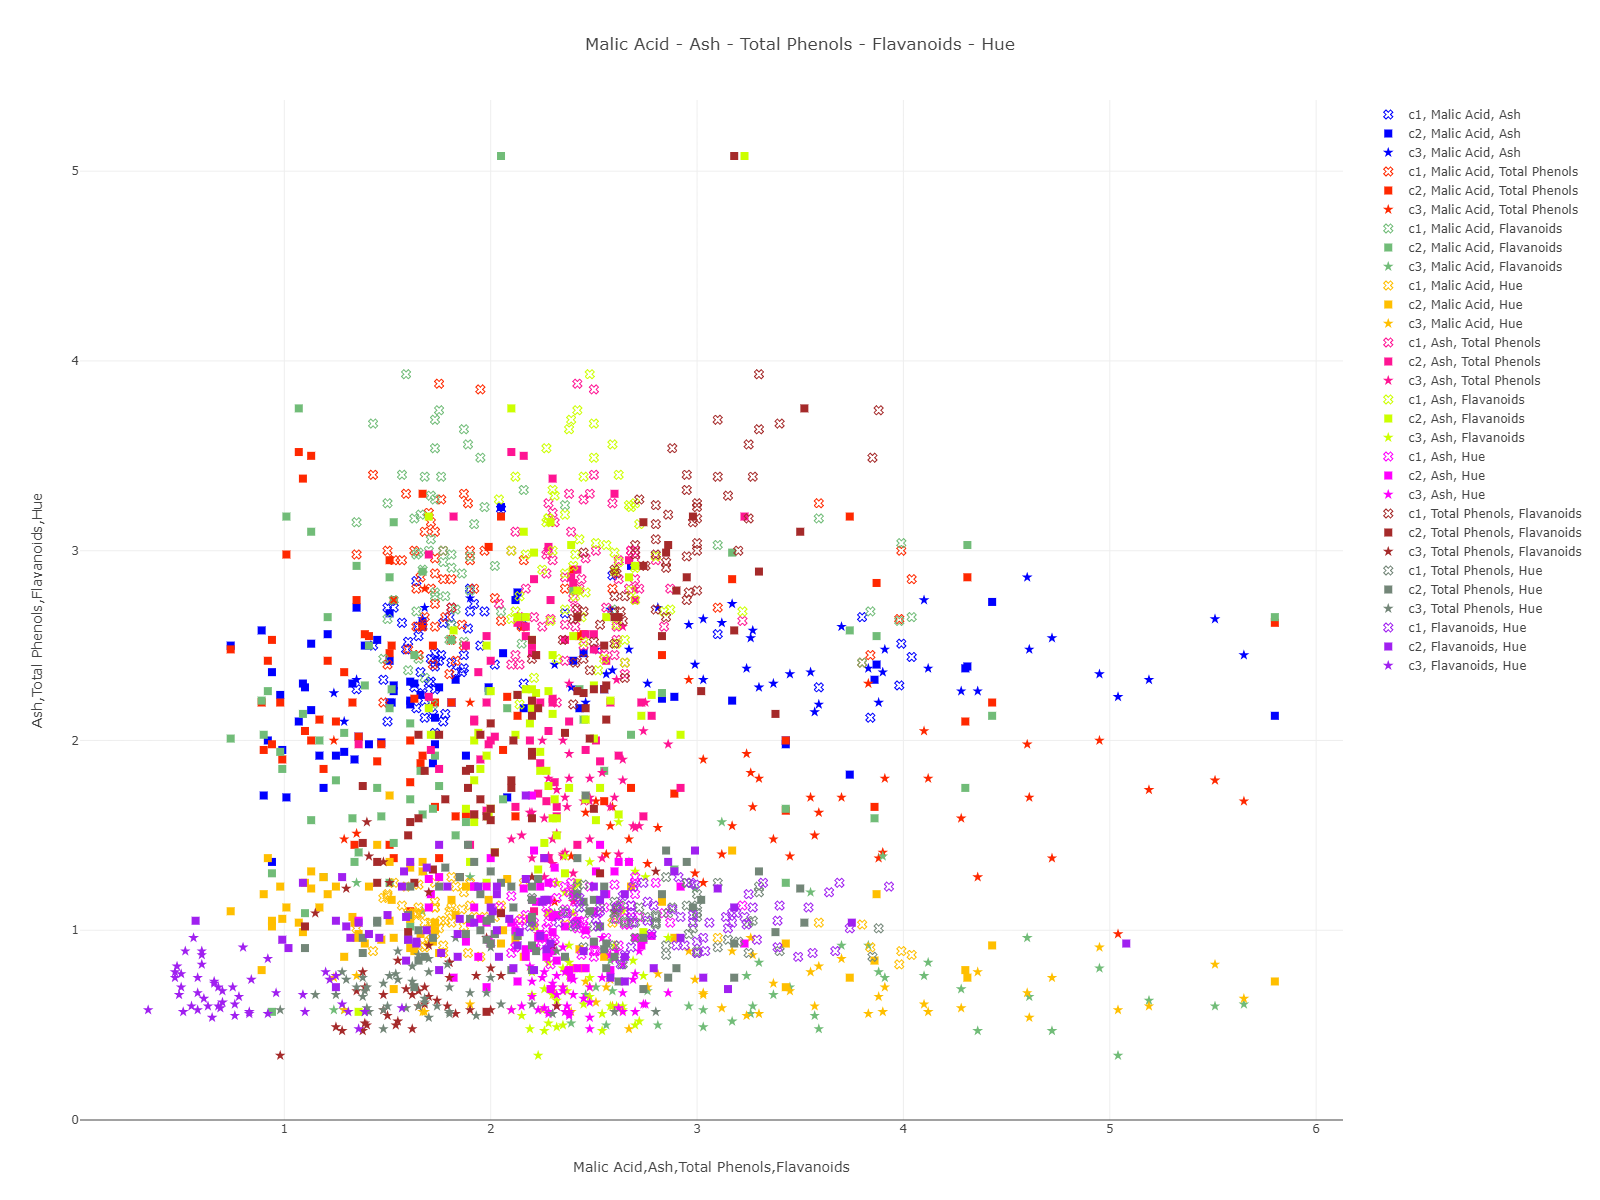 Malic Acid - Ash - Total Phenols - Flavanoids - Hue
c1, Malic Acid, Ash
c2, Malic Acid, Ash
c3, Malic Acid, Ash
c1, Malic Acid, Total Phenols
c2, Malic Acid, Total Phenols
c3, Malic Acid, Total Phenols
c1, Malic Acid, Flavanoids
c2, Malic Acid, Flavanoids
c3, Malic Acid, Flavanoids
c1, Malic Acid, Hue
c2, Malic Acid, Hue
c3, Malic Acid, Hue
c1, Ash, Total Phenols
c2, Ash, Total Phenols
c3, Ash, Total Phenols
c1, Ash, Flavanoids
c2, Ash, Flavanoids
c3, Ash, Flavanoids
c1, Ash, Hue
c2, Ash, Hue
c3, Ash, Hue
c1, Total Phenols, Flavanoids
c2, Total Phenols, Flavanoids
c3, Total Phenols, Flavanoids
c1, Total Phenols, Hue
c2, Total Phenols, Hue
c3, Total Phenols, Hue
c1, Flavanoids, Hue
c2, Flavanoids, Hue
c3, Flavanoids, Hue
5
4
3
2
1
0
Ash,Total Phenols,Flavanoids,Hue
1 2 3 4 5 6
Malic Acid,Ash,Total Phenols,Flavanoids